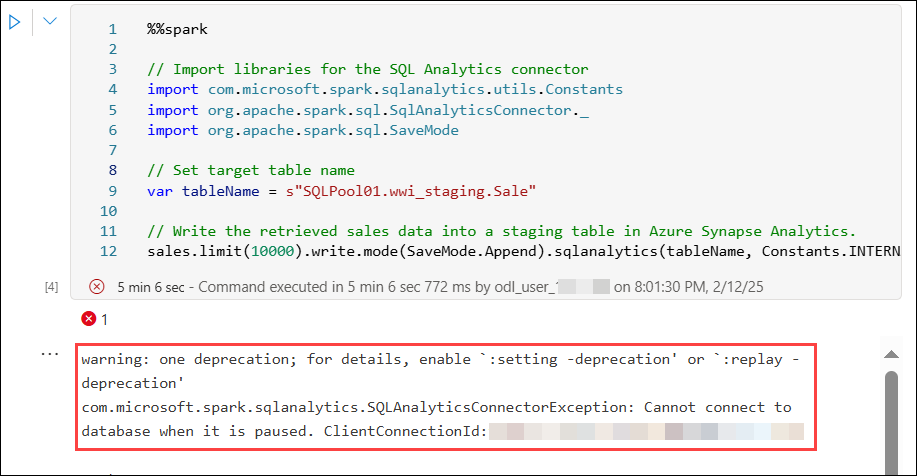 1 %%spark
2
3 // Import libraries for the SQL Analytics connector
4 import com.microsoft.spark.sqlanalytics.utils.Constants
5 import org.apache.spark.sql.SqlAnalyticsConnector._
6 import org.apache.spark.sql.SaveMode
7
8 // Set target table name
9 var tableName = s"SQLPool01.wwi_staging.Sale"
10
11 // Write the retrieved sales data into a staging table in Azure Synapse Analytics.
12 sales.limit(10000).write.mode(SaveMode.Append).sqlanalytics(tableName, Constants.INTERN
[4] 5 min 6 sec - Command executed in 5 min 6 sec 772 ms by odl_user_1 on 8:01:30 PM, 2/12/25
1
... warning: one deprecation; for details, enable `:setting -deprecation' or `:replay -
deprecation'
com.microsoft.spark.sqlanalytics.SQLAnalyticsConnectorException: Cannot connect to
database when it is paused. ClientConnectionId: